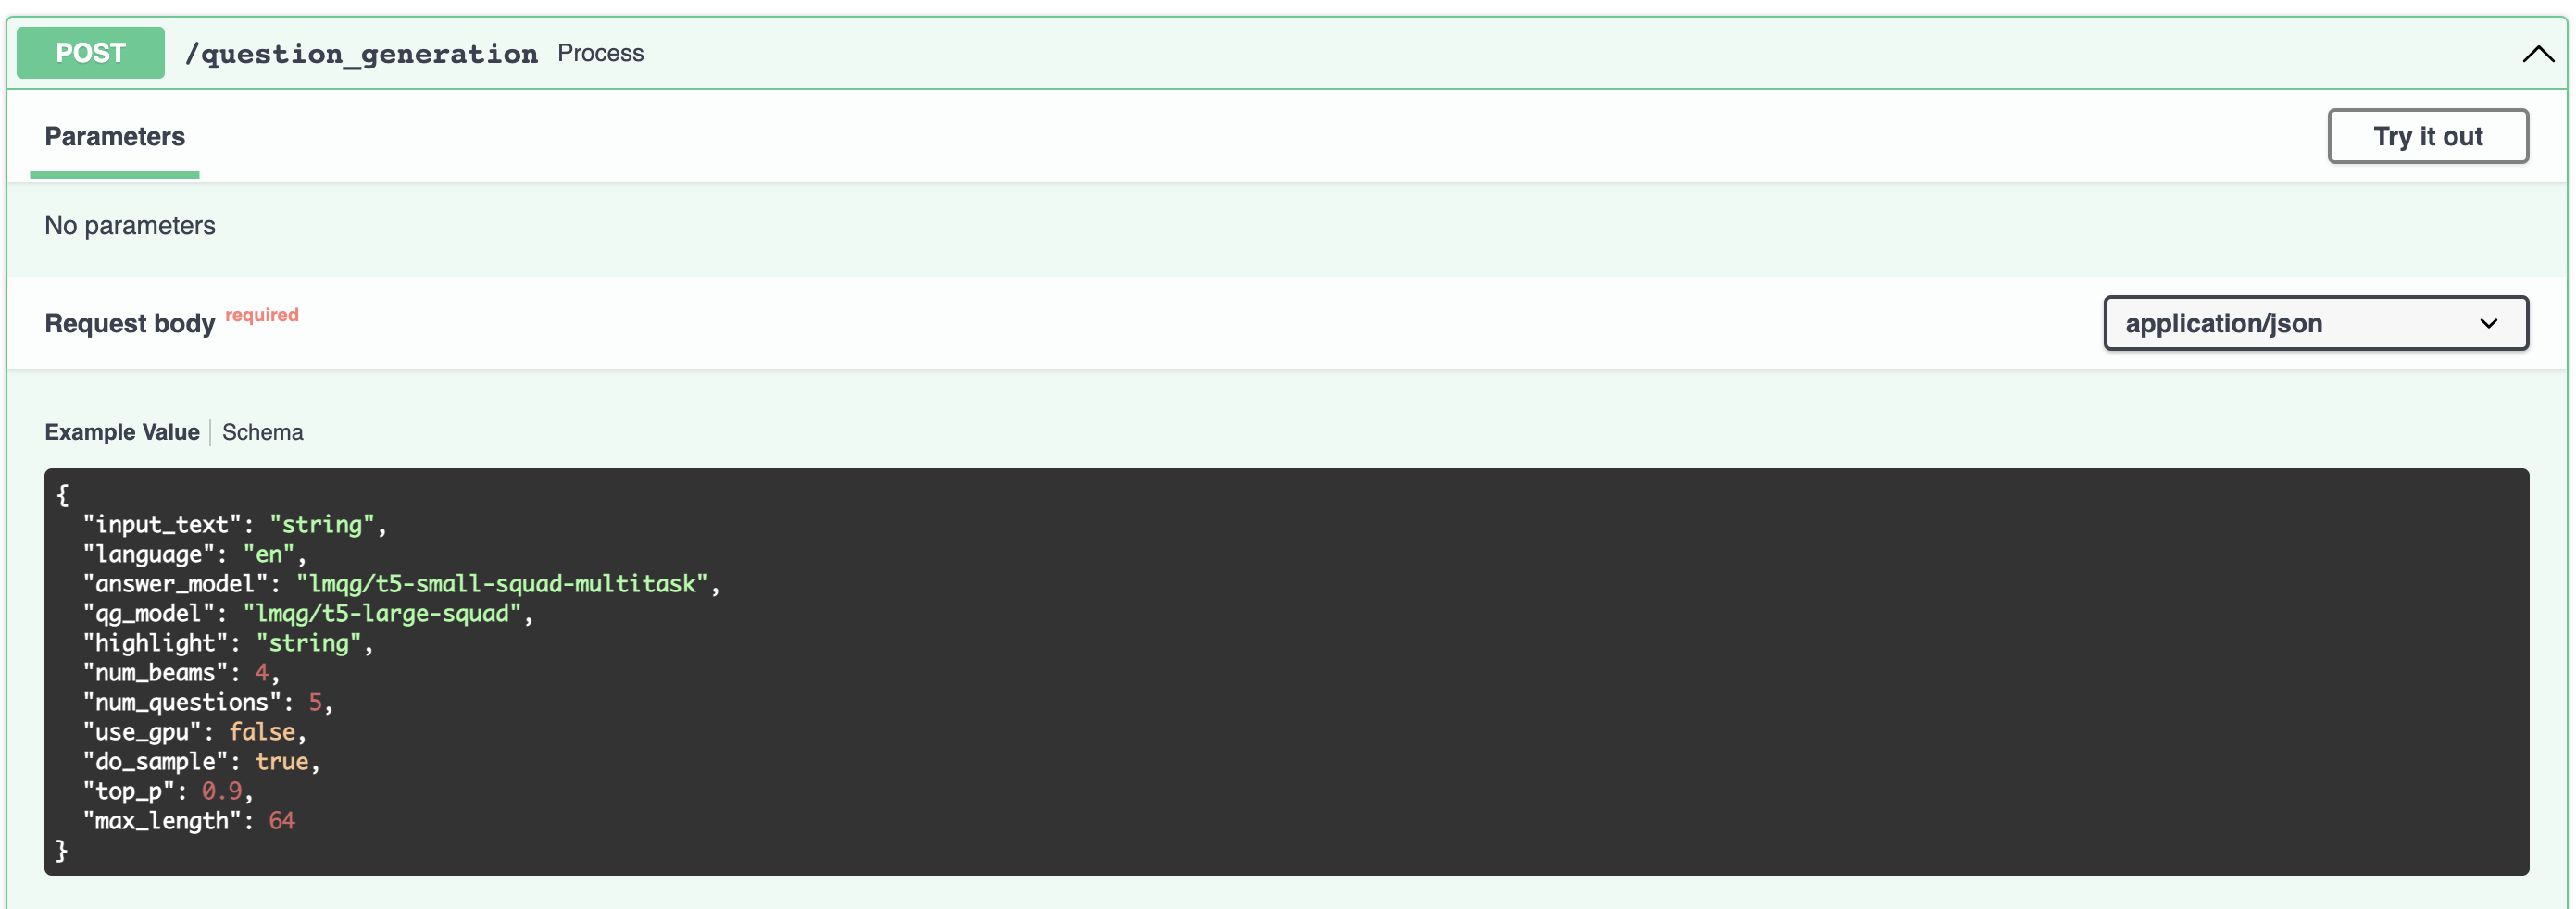 POST /question_generation Process
Parameters
Try it out
No parameters
Request body required
application/json
Example Value Schema
{
  "input_text": "string",
  "language": "en",
  "answer_model": "lmqg/t5-small-squad-multitask",
  "qg_model": "lmqg/t5-large-squad",
  "highlight": "string",
  "num_beams": 4,
  "num_questions": 5,
  "use_gpu": false,
  "do_sample": true,
  "top_p": 0.9,
  "max_length": 64
}